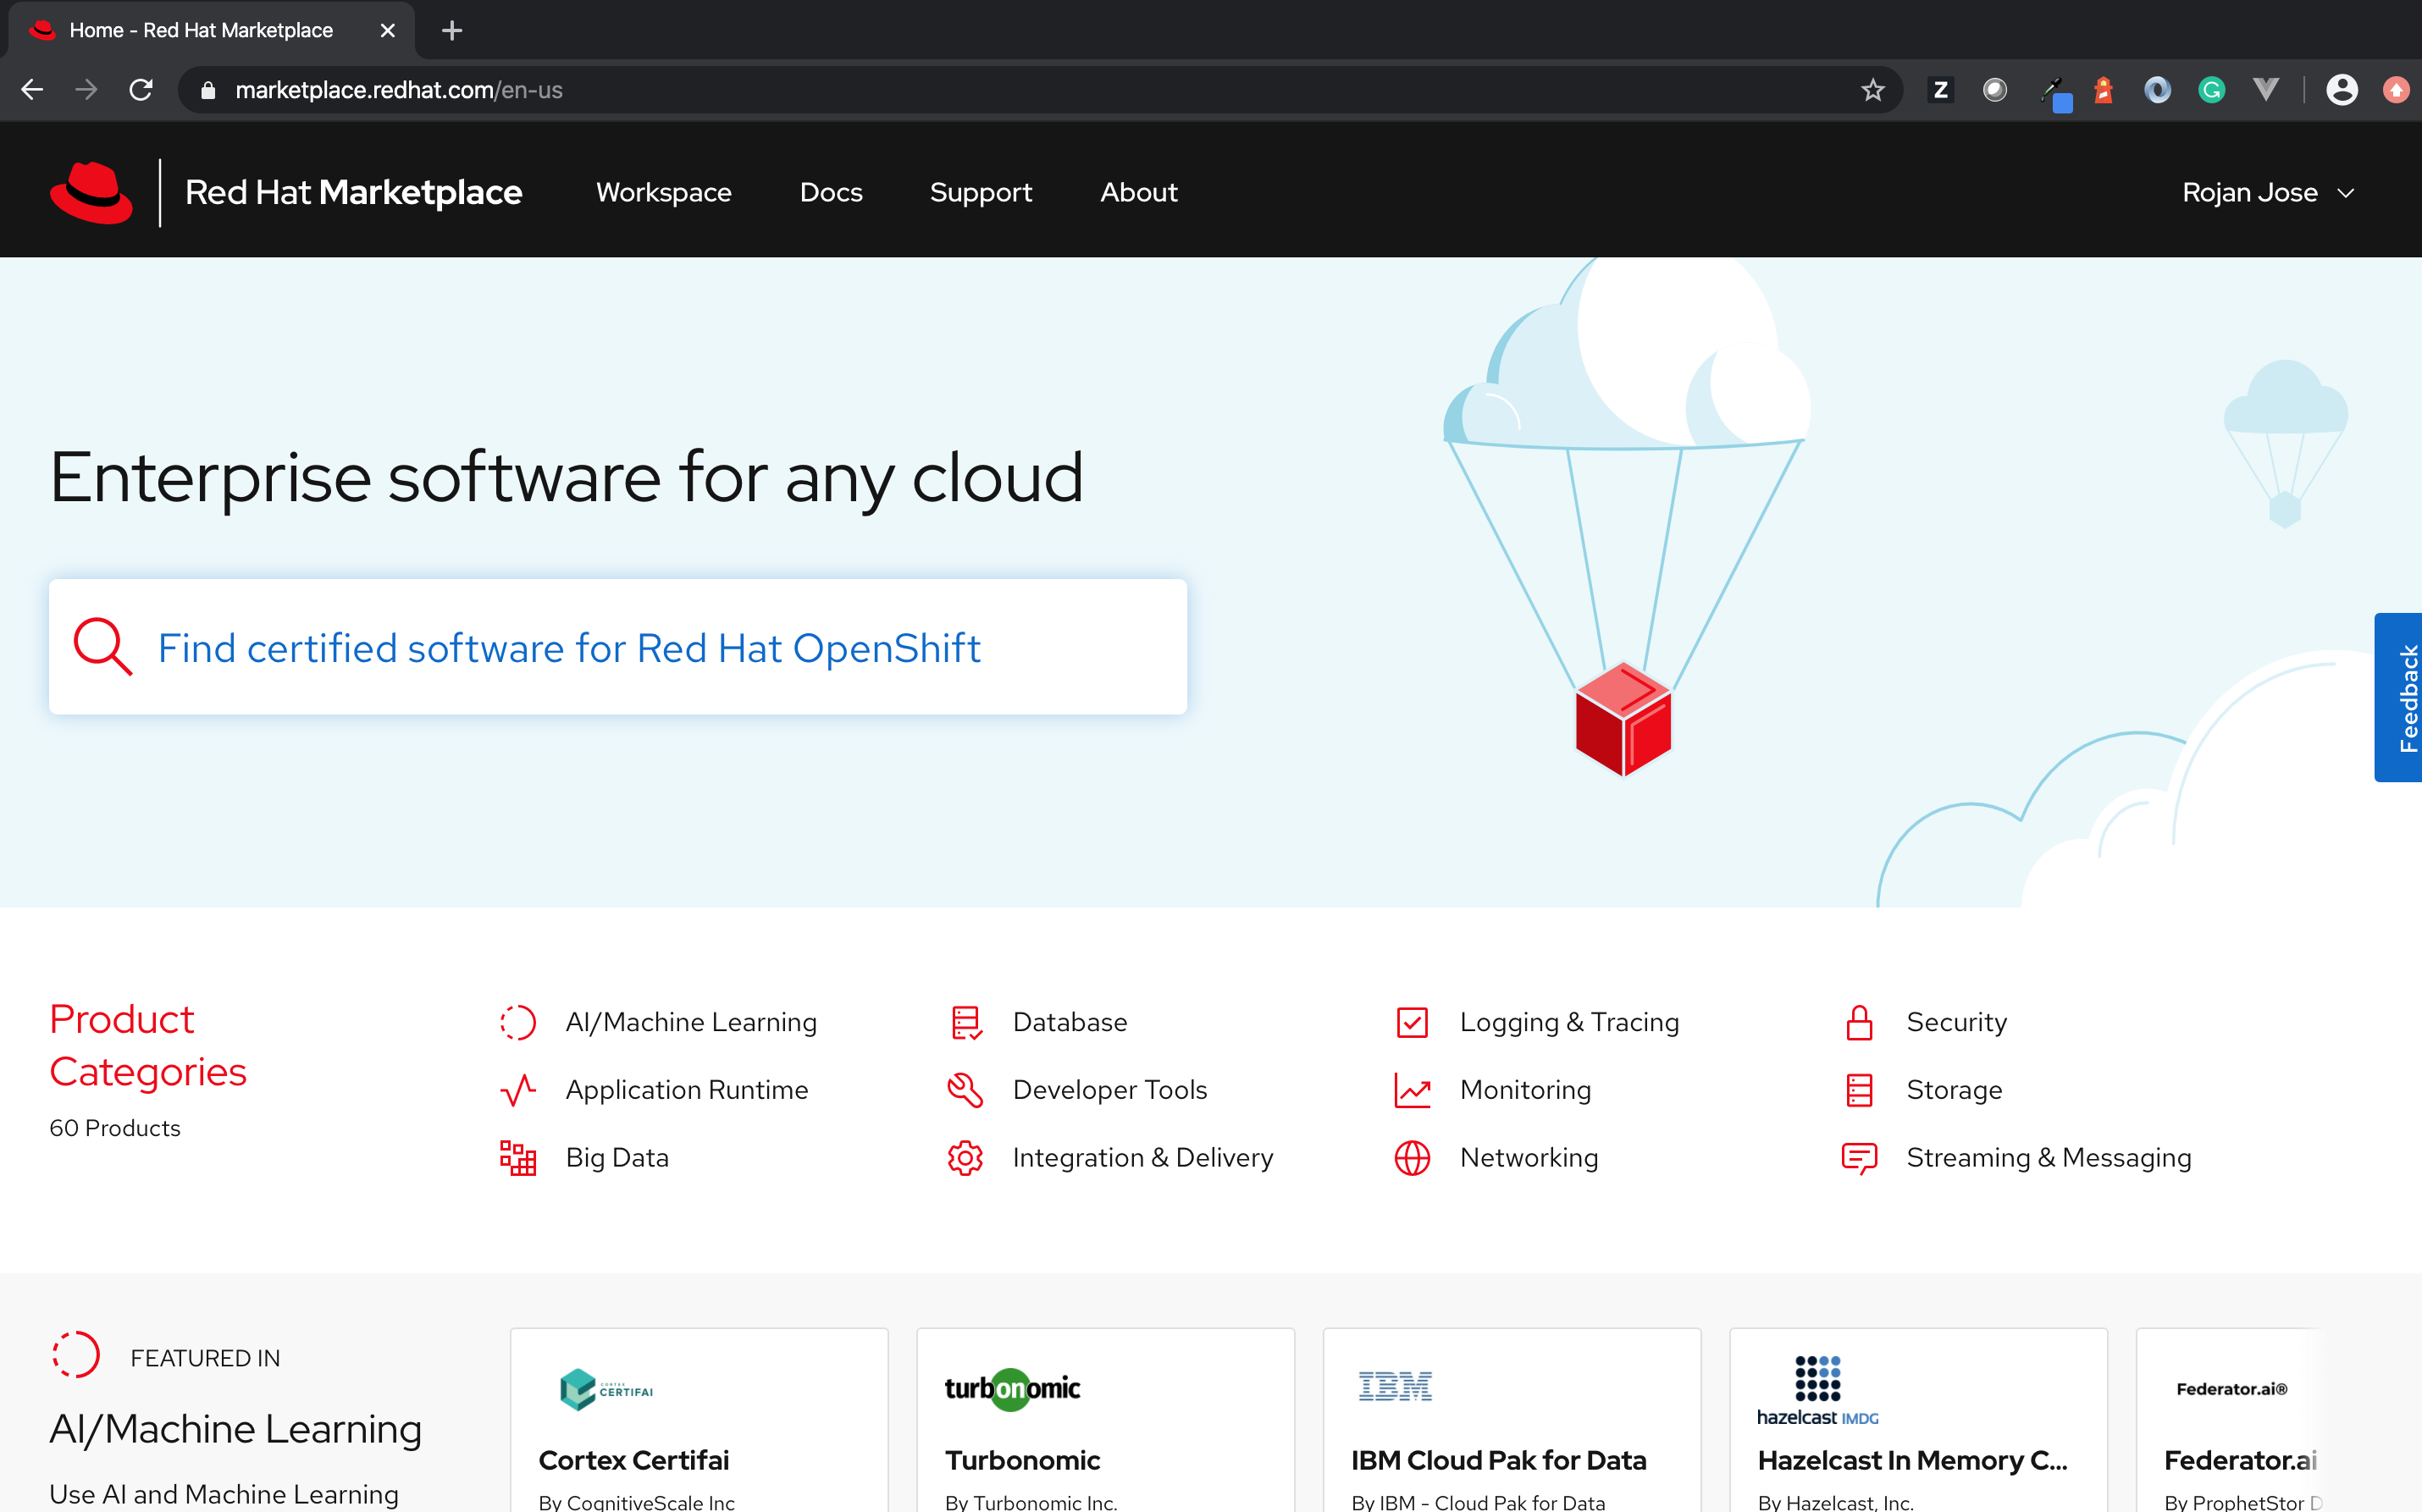 Home - Red Hat Marketplace
marketplace.redhat.com/en-us
Z
G
Red Hat Marketplace
Workspace
Docs
Support
About
Rojan Jose
Enterprise software for any cloud
Find certified software for Red Hat OpenShift
Feedback
Product
Categories
60 Products
AI/Machine Learning
Database
Logging & Tracing
Security
Application Runtime
Developer Tools
Monitoring
Storage
Big Data
Integration & Delivery
Networking
Streaming & Messaging
FEATURED IN
AI/Machine Learning
Use AI and Machine Learning
CORTEX
CERTIFAI
Cortex Certifai
By CognitiveScale Inc
turbonomic
Turbonomic
By Turbonomic Inc.
IBM
IBM Cloud Pak for Data
By IBM - Cloud Pak for Data
hazelcast IMDG
Hazelcast In Memory C...
By Hazelcast, Inc.
Federator.ai®
Federator.ai
By ProphetStor D